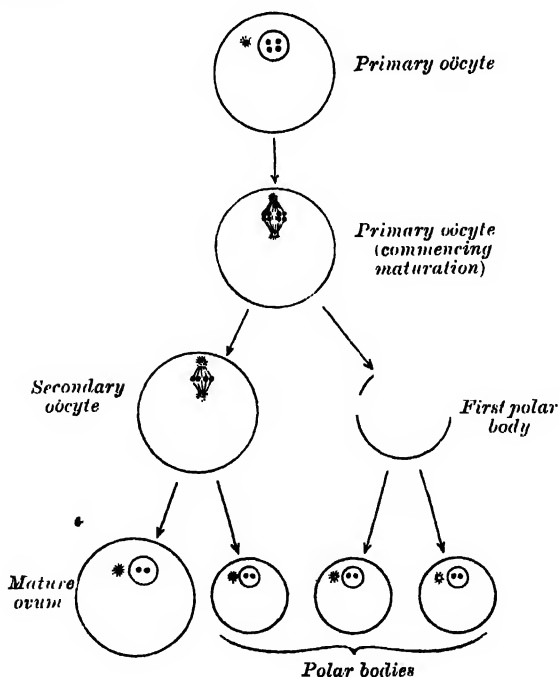 Primary oöcyte
Primary oöcyte
(commencing
maturation)
Secondary
oöcyte
First polar
body
Mature
ovum
Polar bodies